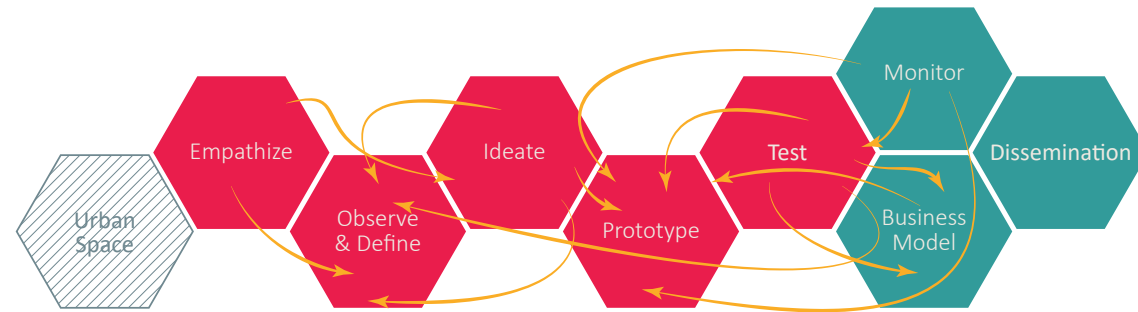 Urban
Space
Empathize
Observe
& Define
Ideate
Prototype
Test
Monitor
Business
Model
Dissemination